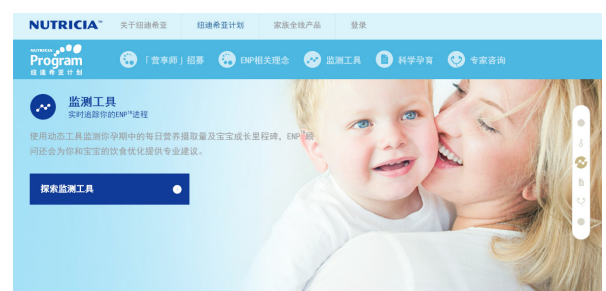 NUTRICIA™ 关于纽迪希亚 纽迪希亚计划 家族全线产品 登录
NUTRICIA
Program
纽迪希亚计划
「营享师」招募 ENP相关理念 监测工具 科学孕育 专家咨询
监测工具
实时追踪你的ENP™进程
使用动态工具监测你孕期中的每日营养摄取量及宝宝成长里程碑，ENP™顾
问还会为你和宝宝的饮食优化提供专业建议。
探索监测工具